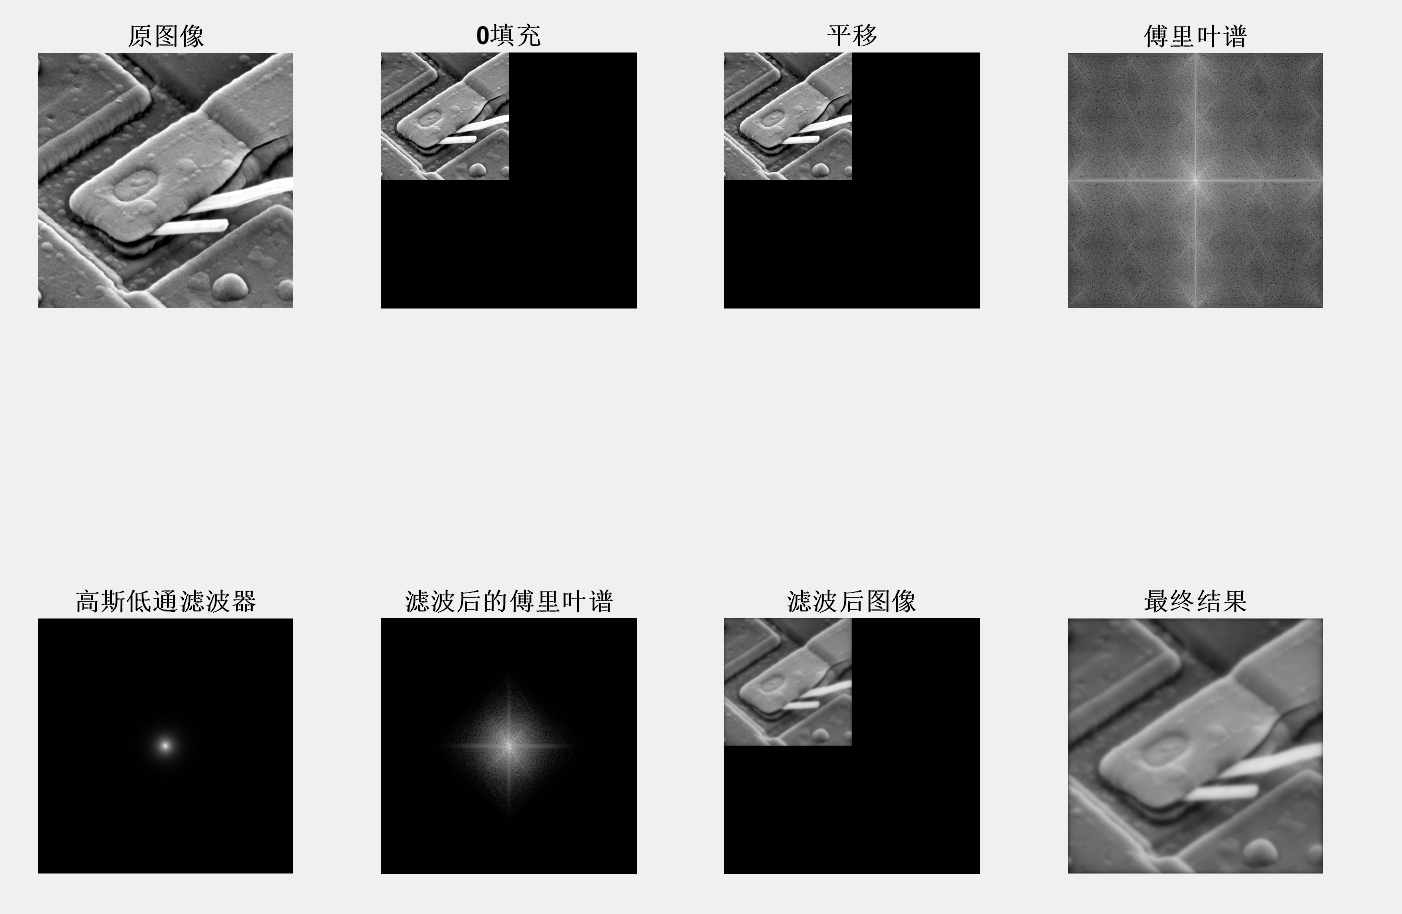 原图像
0填充
平移
傅里叶谱
高斯低通滤波器
滤波后的傅里叶谱
滤波后图像
最终结果